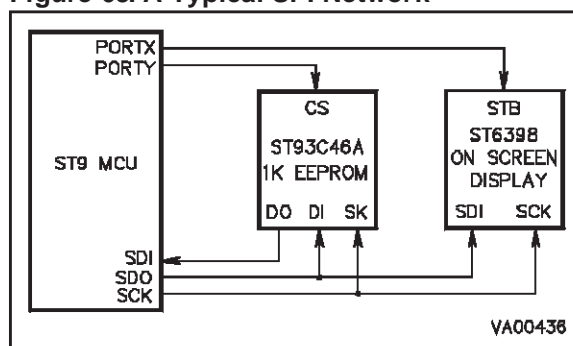 Figure A Typical SPI Network
PORTX
PORTY
ST9 MCU
SDI
SDO
SCK
CS
ST93C46A
1K EEPROM
DO DI SK
STB
ST6398
ON SCREEN
DISPLAY
SDI SCK
VA00436